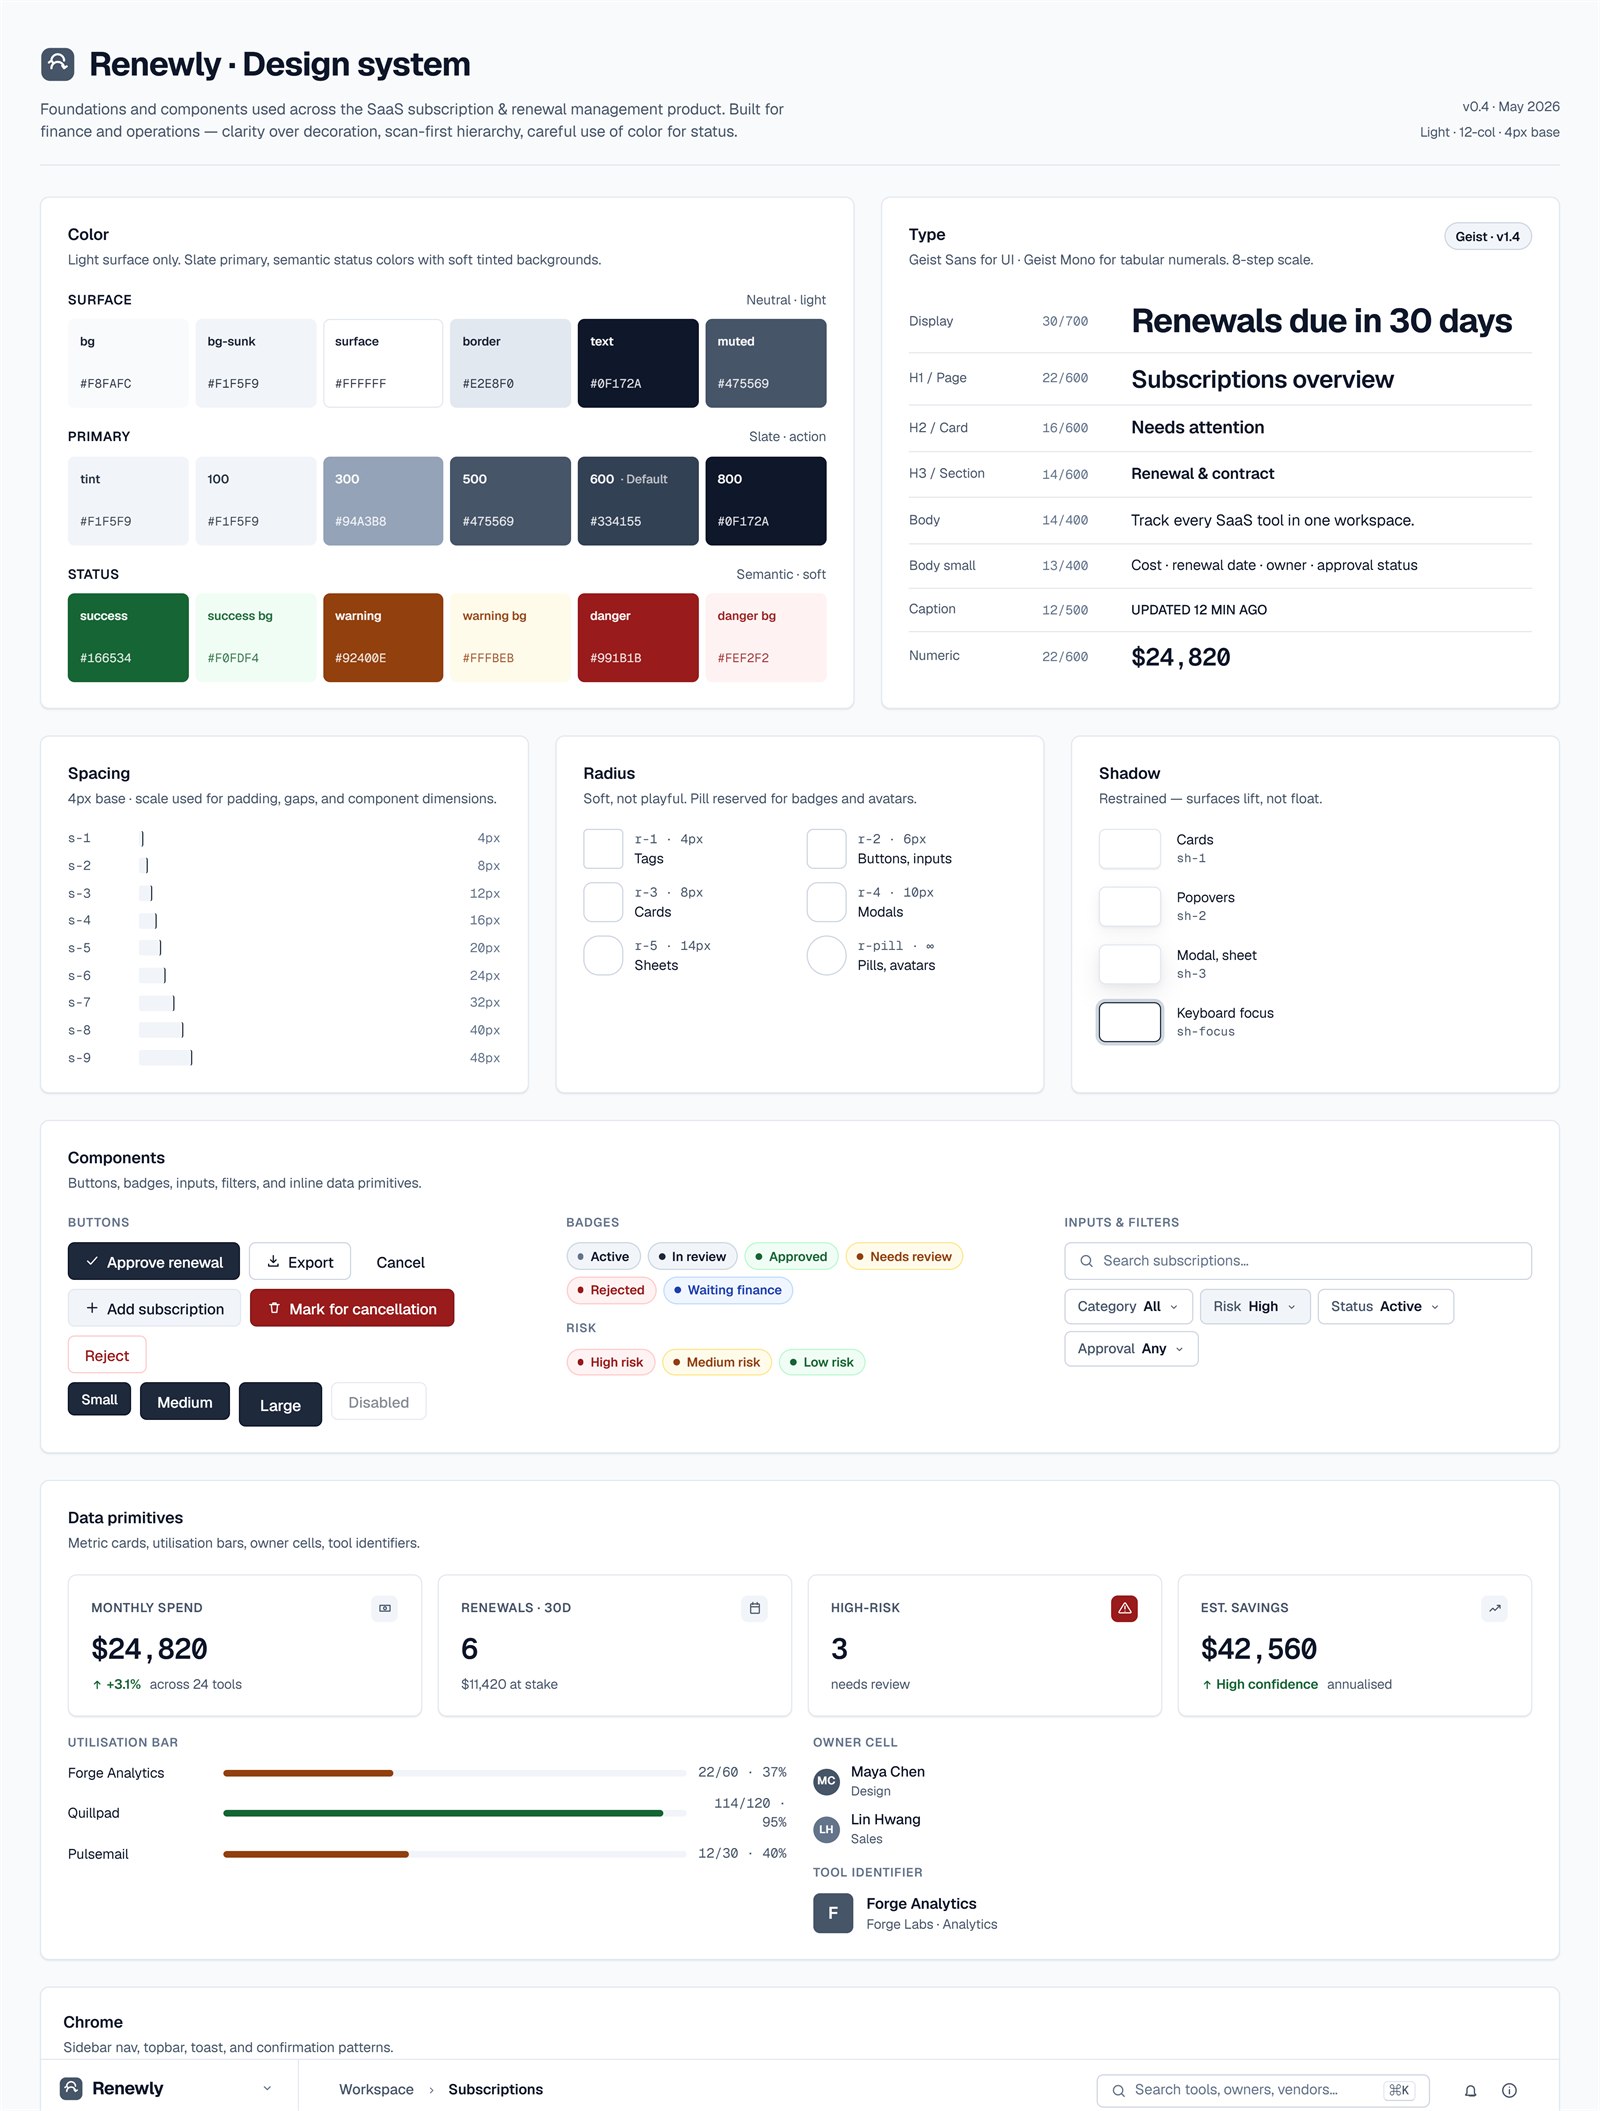 Renewly · Design system
Foundations and components used across the SaaS subscription & renewal management product. Built for
finance and operations — clarity over decoration, scan-first hierarchy, careful use of color for status.
v0.4 · May 2026
Light · 12-col · 4px base
Color
Light surface only. Slate primary, semantic status colors with soft tinted backgrounds.
SURFACE Neutral · light
bg bg-sunk surface border text muted
#F8FAFC #F1F5F9 #FFFFFF #E2E8F0 #0F172A #475569
PRIMARY Slate · action
tint 100 300 500 600 · Default 800
#F1F5F9 #F1F5F9 #94A3B8 #475569 #334155 #0F172A
STATUS Semantic · soft
success success bg warning warning bg danger danger bg
#166534 #F0FDF4 #92400E #FFFBEB #991B1B #FEF2F2
Type Geist · v1.4
Geist Sans for UI · Geist Mono for tabular numerals. 8-step scale.
Display 30/700 Renewals due in 30 days
H1 / Page 22/600 Subscriptions overview
H2 / Card 16/600 Needs attention
H3 / Section 14/600 Renewal & contract
Body 14/400 Track every SaaS tool in one workspace.
Body small 13/400 Cost · renewal date · owner · approval status
Caption 12/500 UPDATED 12 MIN AGO
Numeric 22/600 $24,820
Spacing
4px base · scale used for padding, gaps, and component dimensions.
s-1 4px
s-2 8px
s-3 12px
s-4 16px
s-5 20px
s-6 24px
s-7 32px
s-8 40px
s-9 48px
Radius
Soft, not playful. Pill reserved for badges and avatars.
r-1 · 4px
Tags
r-2 · 6px
Buttons, inputs
r-3 · 8px
Cards
r-4 · 10px
Modals
r-5 · 14px
Sheets
r-pill · ∞
Pills, avatars
Shadow
Restrained — surfaces lift, not float.
Cards
sh-1
Popovers
sh-2
Modal, sheet
sh-3
Keyboard focus
sh-focus
Components
Buttons, badges, inputs, filters, and inline data primitives.
BUTTONS
Approve renewal Export Cancel
Add subscription Mark for cancellation
Reject
Small Medium Large Disabled
BADGES
Active In review Approved Needs review
Rejected Waiting finance
RISK
High risk Medium risk Low risk
INPUTS & FILTERS
Search subscriptions...
Category All Risk High Status Active
Approval Any
Data primitives
Metric cards, utilisation bars, owner cells, tool identifiers.
MONTHLY SPEND
$24,820
↑ +3.1% across 24 tools
RENEWALS · 30D
6
$11,420 at stake
HIGH-RISK
3
needs review
EST. SAVINGS
$42,560
↑ High confidence annualised
UTILISATION BAR
Forge Analytics 22/60 · 37%
Quillpad 114/120 ·
95%
Pulsemail 12/30 · 40%
OWNER CELL
MC Maya Chen
Design
LH Lin Hwang
Sales
TOOL IDENTIFIER
F Forge Analytics
Forge Labs · Analytics
Chrome
Sidebar nav, topbar, toast, and confirmation patterns.
Renewly Workspace › Subscriptions Search tools, owners, vendors... ⌘K